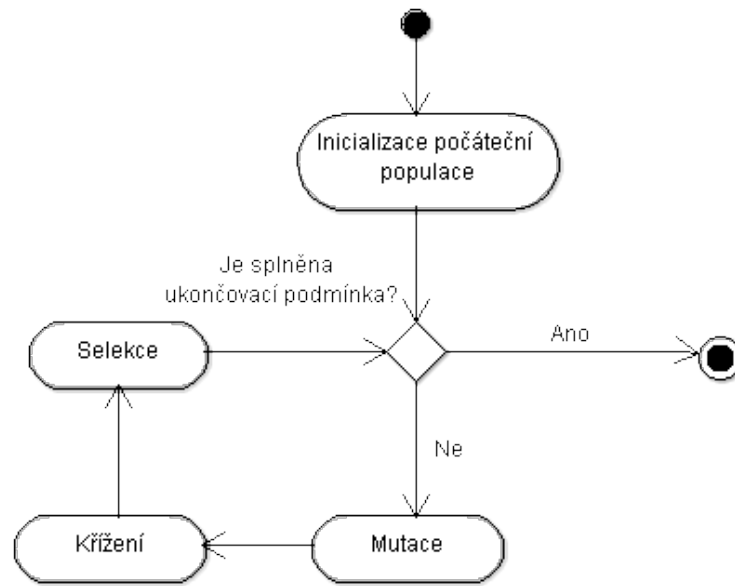 Inicializace počáteční
populace
Je splněna
ukončovací podmínka?
Selekce
Ano
Ne
Křížení
Mutace